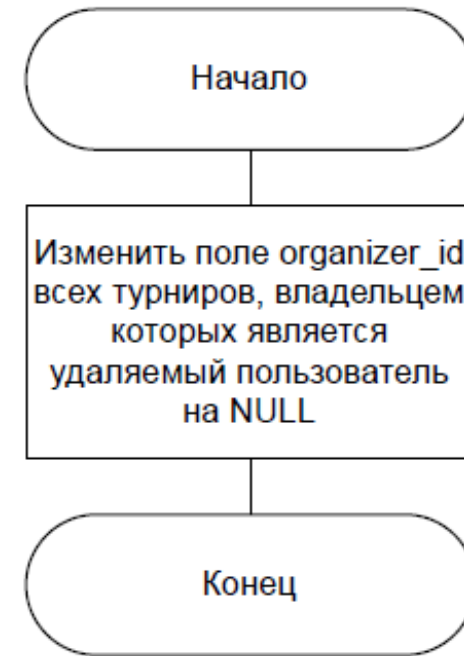 Начало
Изменить поле organizer_id
всех турниров, владельцем
которых является
удаляемый пользователь
на NULL
Конец